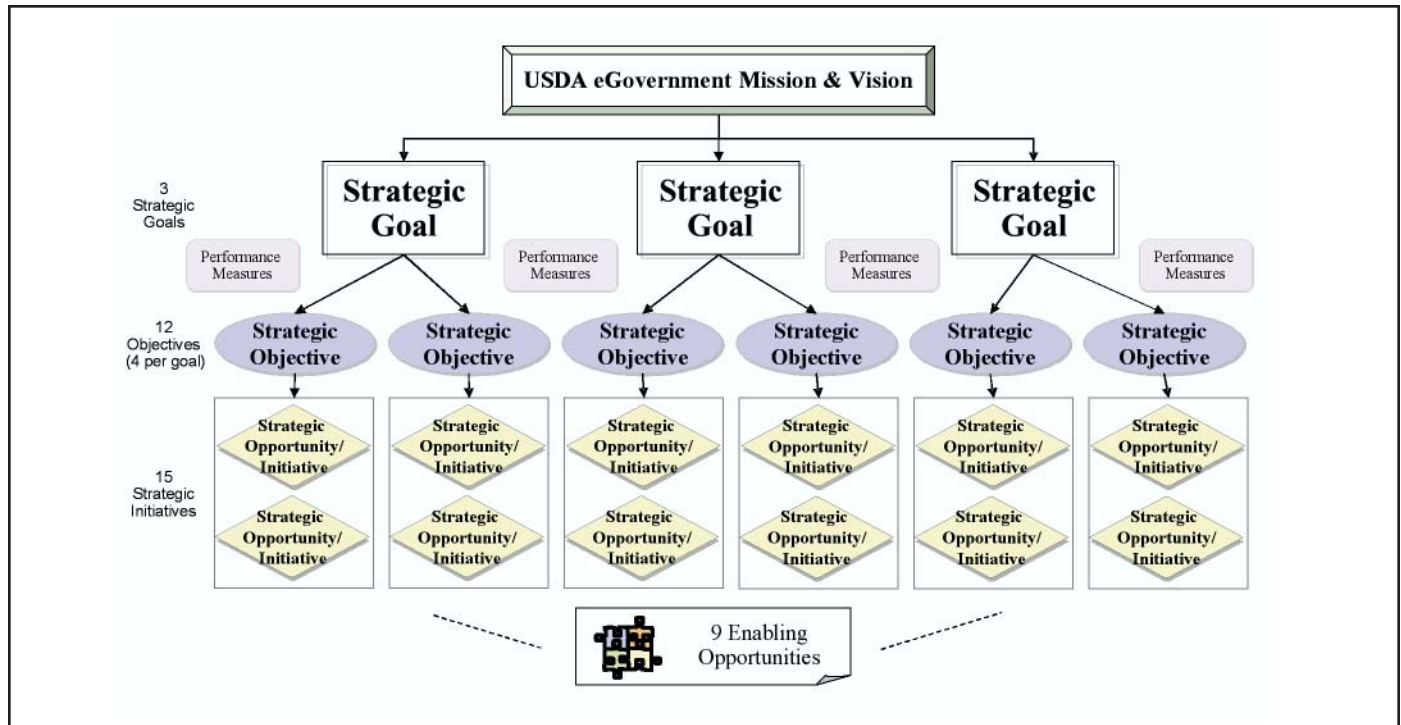 USDA eGovernment Mission & Vision
3
Strategic
Goals
Strategic
Goal
Strategic
Goal
Strategic
Goal
Performance
Measures
Performance
Measures
Performance
Measures
Performance
Measures
12
Objectives
(4 per goal)
Strategic
Objective
Strategic
Objective
Strategic
Objective
Strategic
Objective
Strategic
Objective
Strategic
Objective
15
Strategic
Initiatives
Strategic
Opportunity/
Initiative
Strategic
Opportunity/
Initiative
Strategic
Opportunity/
Initiative
Strategic
Opportunity/
Initiative
Strategic
Opportunity/
Initiative
Strategic
Opportunity/
Initiative
Strategic
Opportunity/
Initiative
Strategic
Opportunity/
Initiative
Strategic
Opportunity/
Initiative
Strategic
Opportunity/
Initiative
Strategic
Opportunity/
Initiative
Strategic
Opportunity/
Initiative
9 Enabling
Opportunities